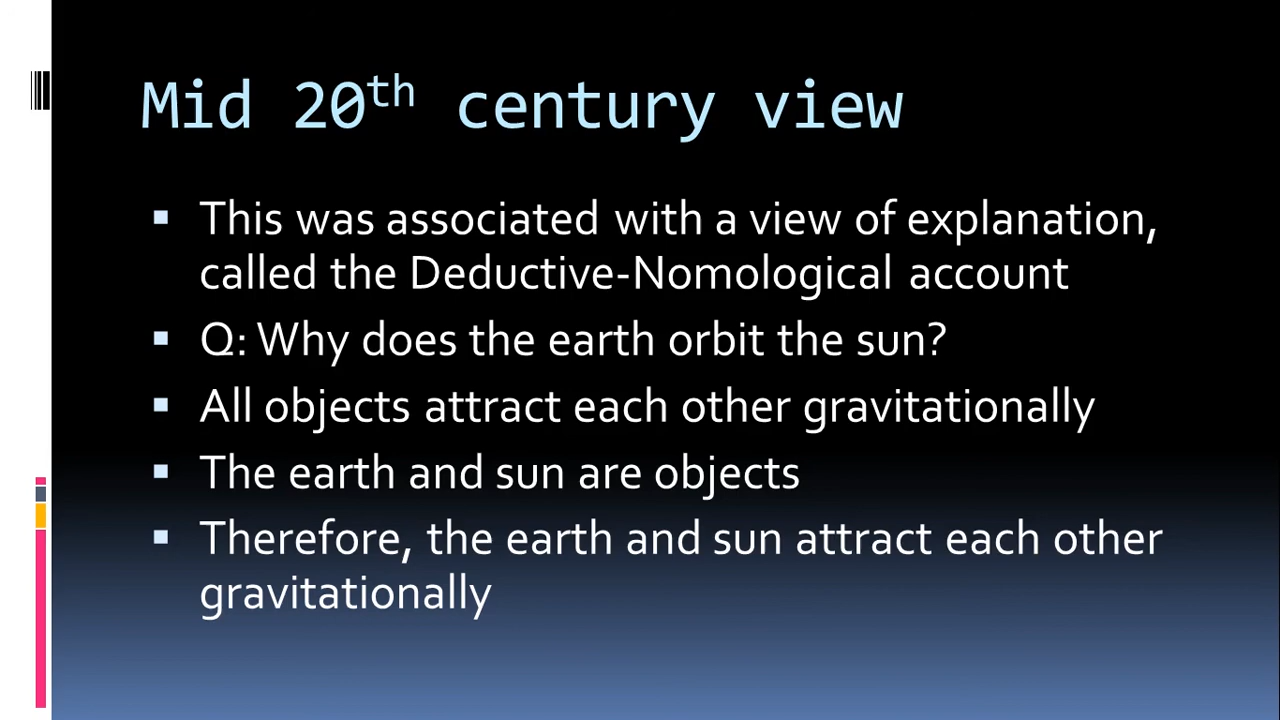 Mid 20th century view
▪ This was associated with a view of explanation,
called the Deductive-Nomological account
▪ Q: Why does the earth orbit the sun?
▪ All objects attract each other gravitationally
▪ The earth and sun are objects
▪ Therefore, the earth and sun attract each other
gravitationally